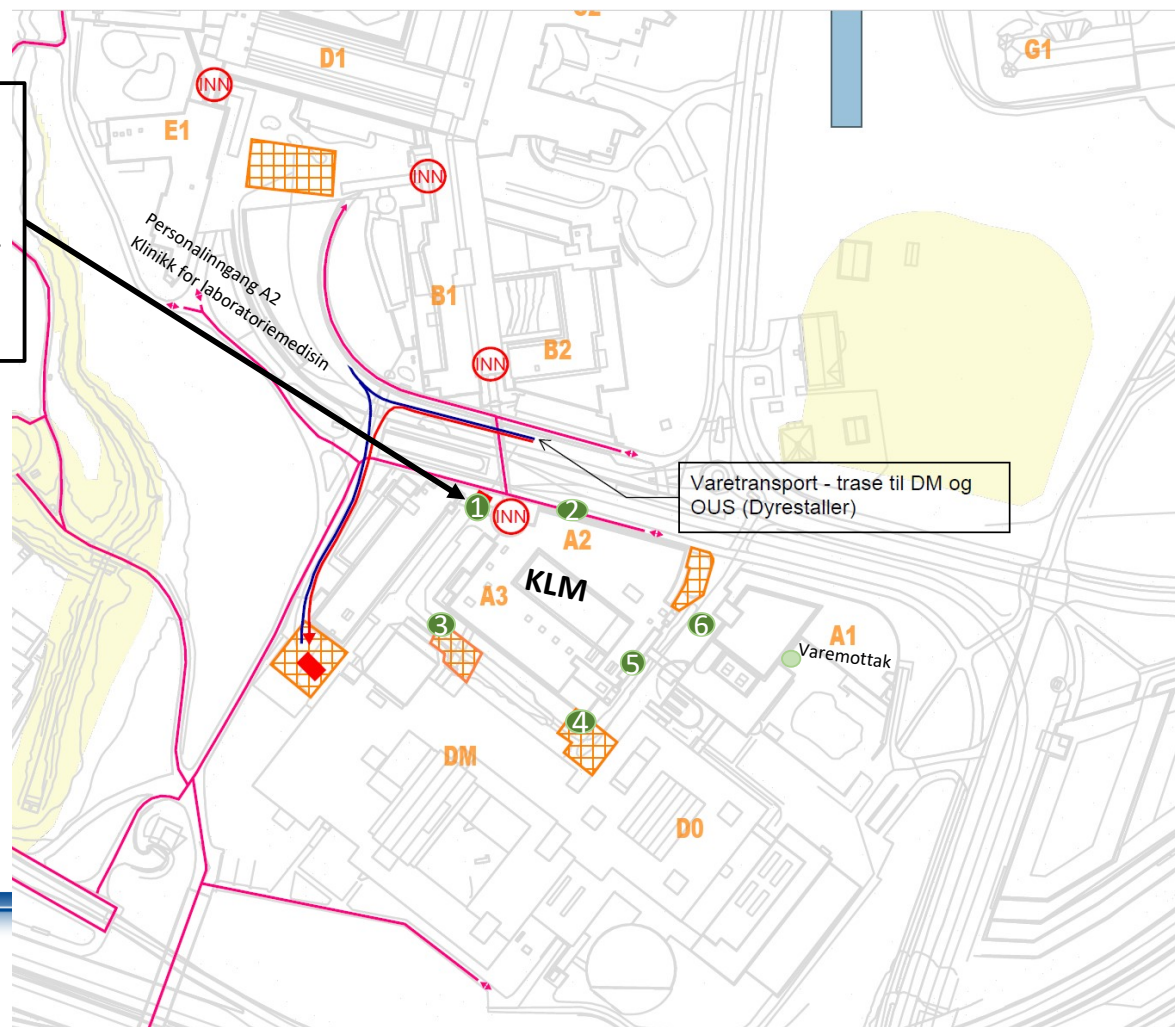 G1
D1
INN
E1
INN
Personalinngang A2
Klinikk for laboratoriemedisin
B1
B2
INN
Varetransport - trase til DM og
OUS (Dyrestaller)
1
INN
2
A2
KLM
A3
3
6
A1
Varemottak
5
4
DM
D0